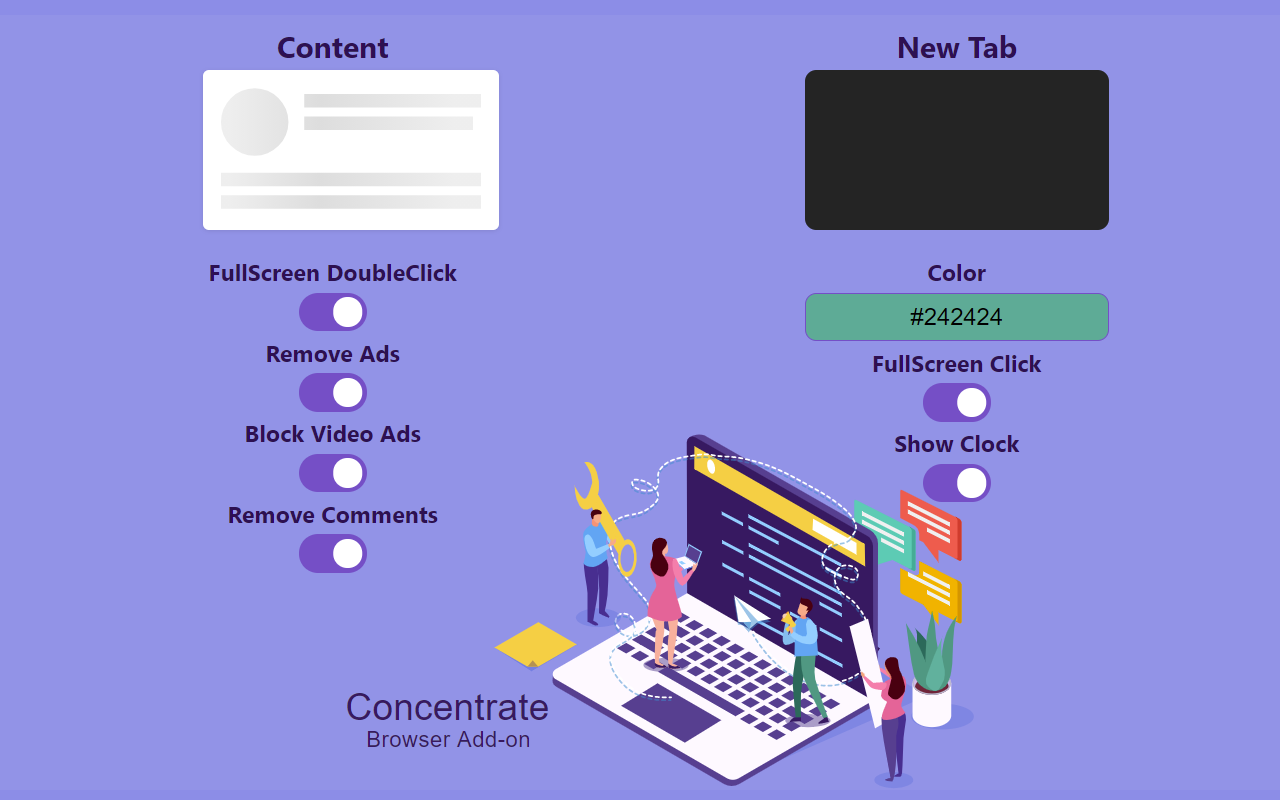 Content
FullScreen DoubleClick
Remove Ads
Block Video Ads
Remove Comments
New Tab
Color
#242424
FullScreen Click
Show Clock
Concentrate
Browser Add-on